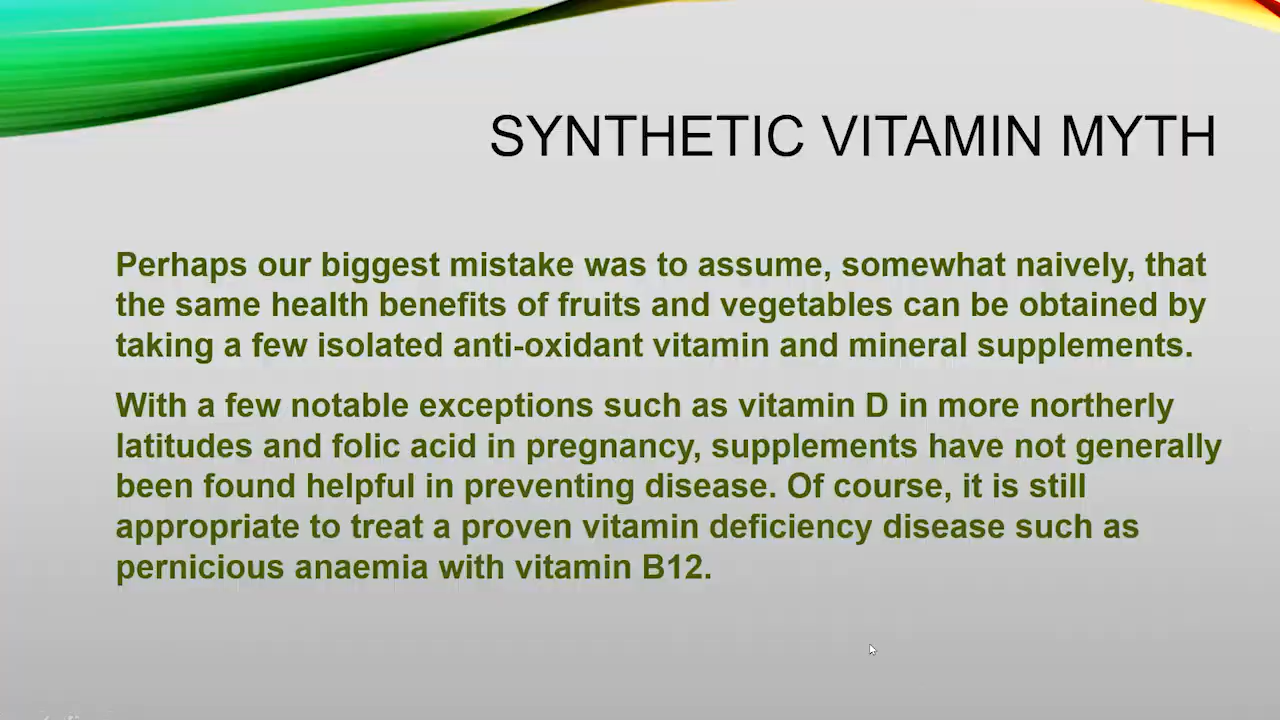 SYNTHETIC VITAMIN MYTH
Perhaps our biggest mistake was to assume, somewhat naively, that
the same health benefits of fruits and vegetables can be obtained by
taking a few isolated anti-oxidant vitamin and mineral supplements.
With a few notable exceptions such as vitamin D in more northerly
latitudes and folic acid in pregnancy, supplements have not generally
been found helpful in preventing disease. Of course, it is still
appropriate to treat a proven vitamin deficiency disease such as
pernicious anaemia with vitamin B12.